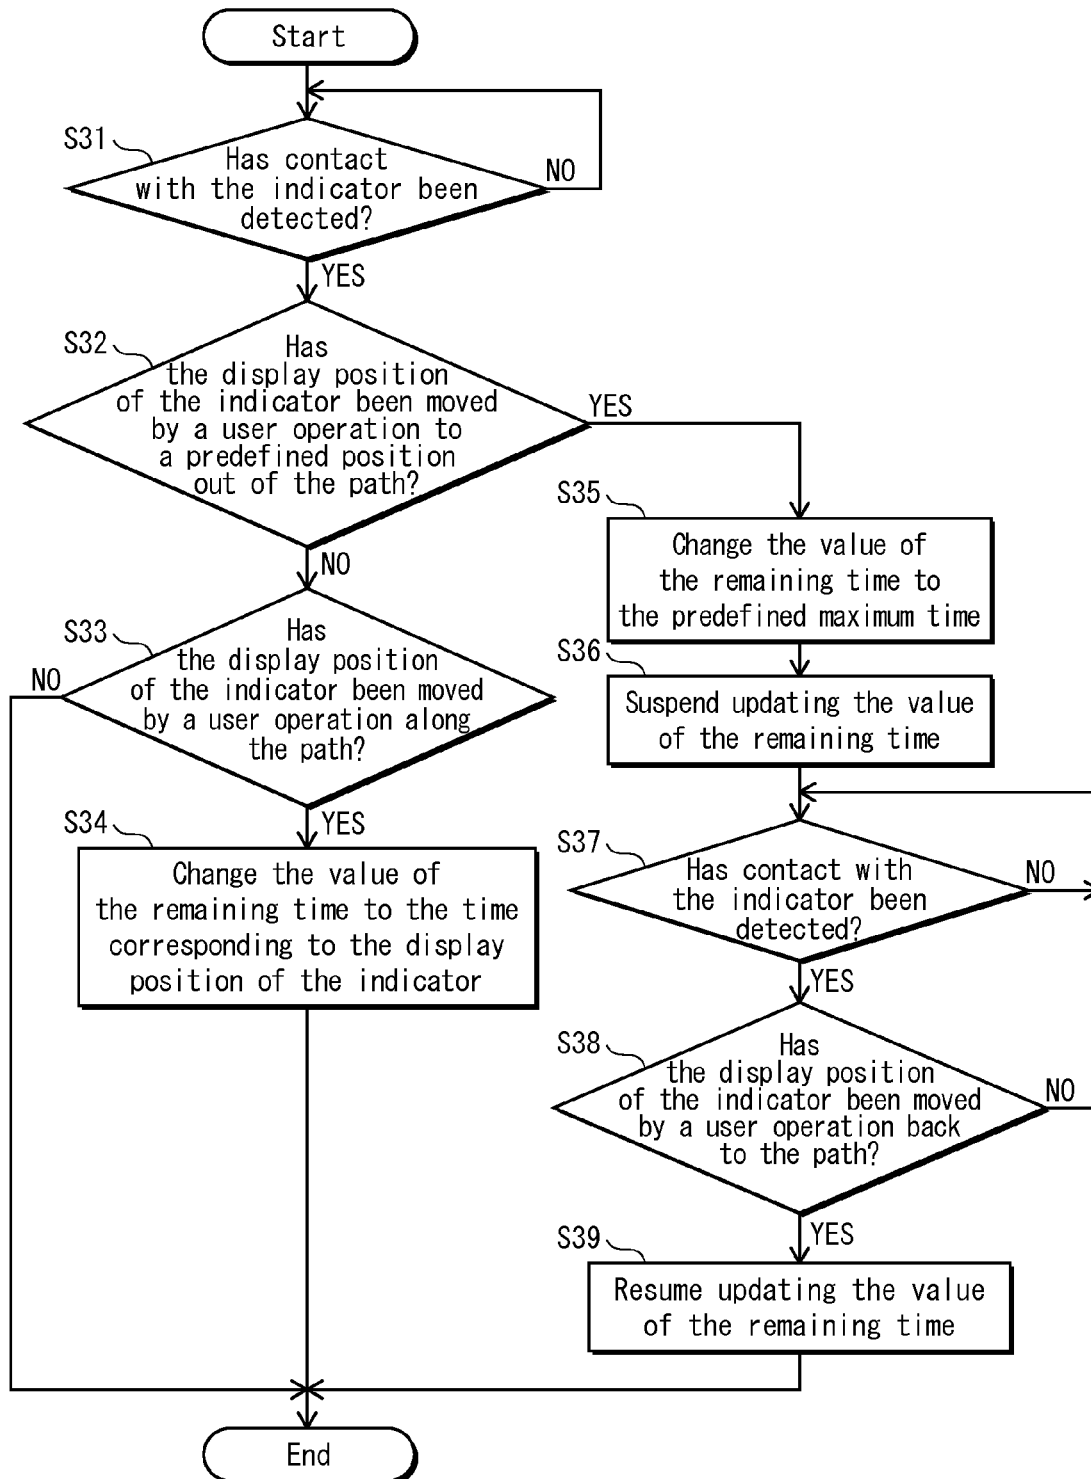 Start
S31
Has contact
with the indicator been
detected?
NO
YES
S32
Has
the display position
of the indicator been moved
by a user operation to
a predefined position
out of the path?
YES
NO
S33
Has
the display position
of the indicator been moved
by a user operation along
the path?
NO
YES
S34
Change the value of
the remaining time to the time
corresponding to the display
position of the indicator
S35
Change the value of
the remaining time to
the predefined maximum time
S36
Suspend updating the value
of the remaining time
S37
Has contact with
the indicator been
detected?
NO
YES
S38
Has
the display position
of the indicator been moved
by a user operation back
to the path?
NO
YES
S39
Resume updating the value
of the remaining time
End